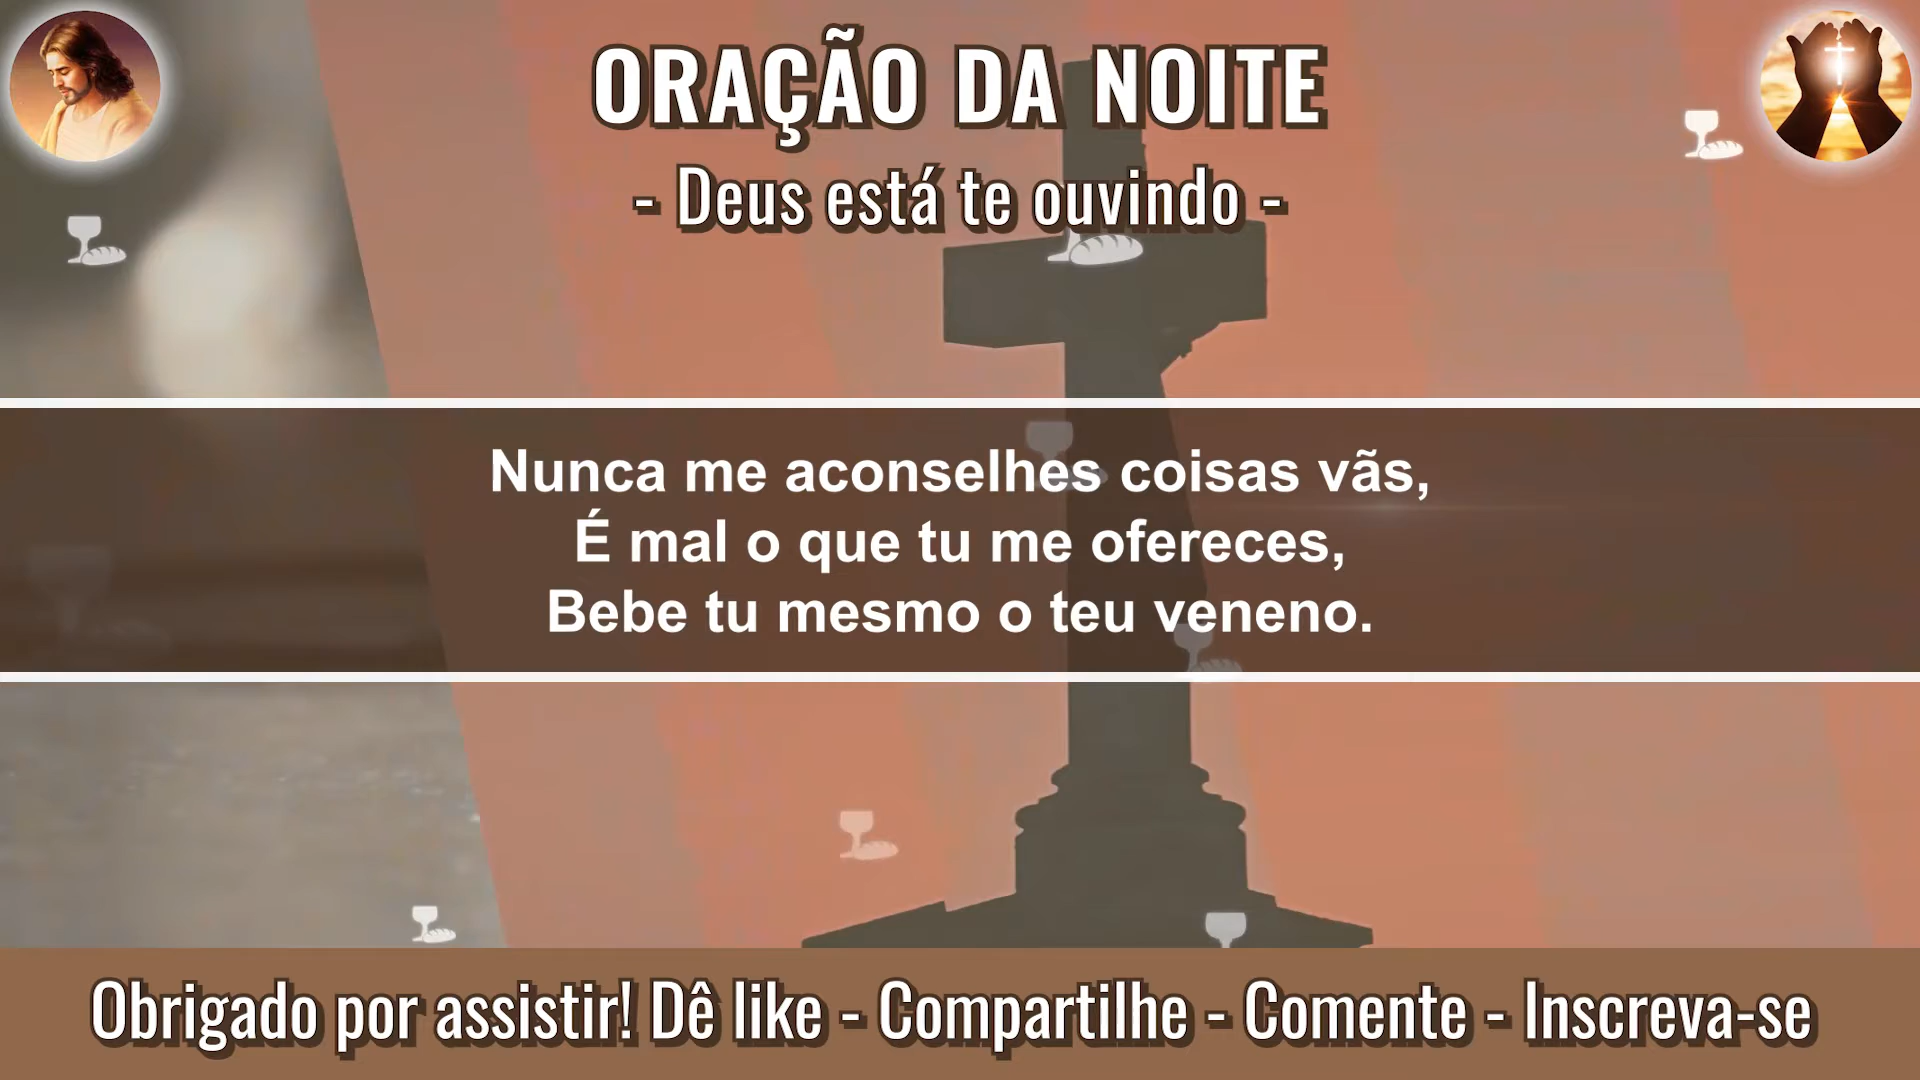 ORAÇÃO DA NOITE
- Deus está te ouvindo -
Nunca me aconselhes coisas vãs,
É mal o que tu me ofereces,
Bebe tu mesmo o teu veneno.
Obrigado por assistir! Dê like - Compartilhe - Comente - Inscreva-se